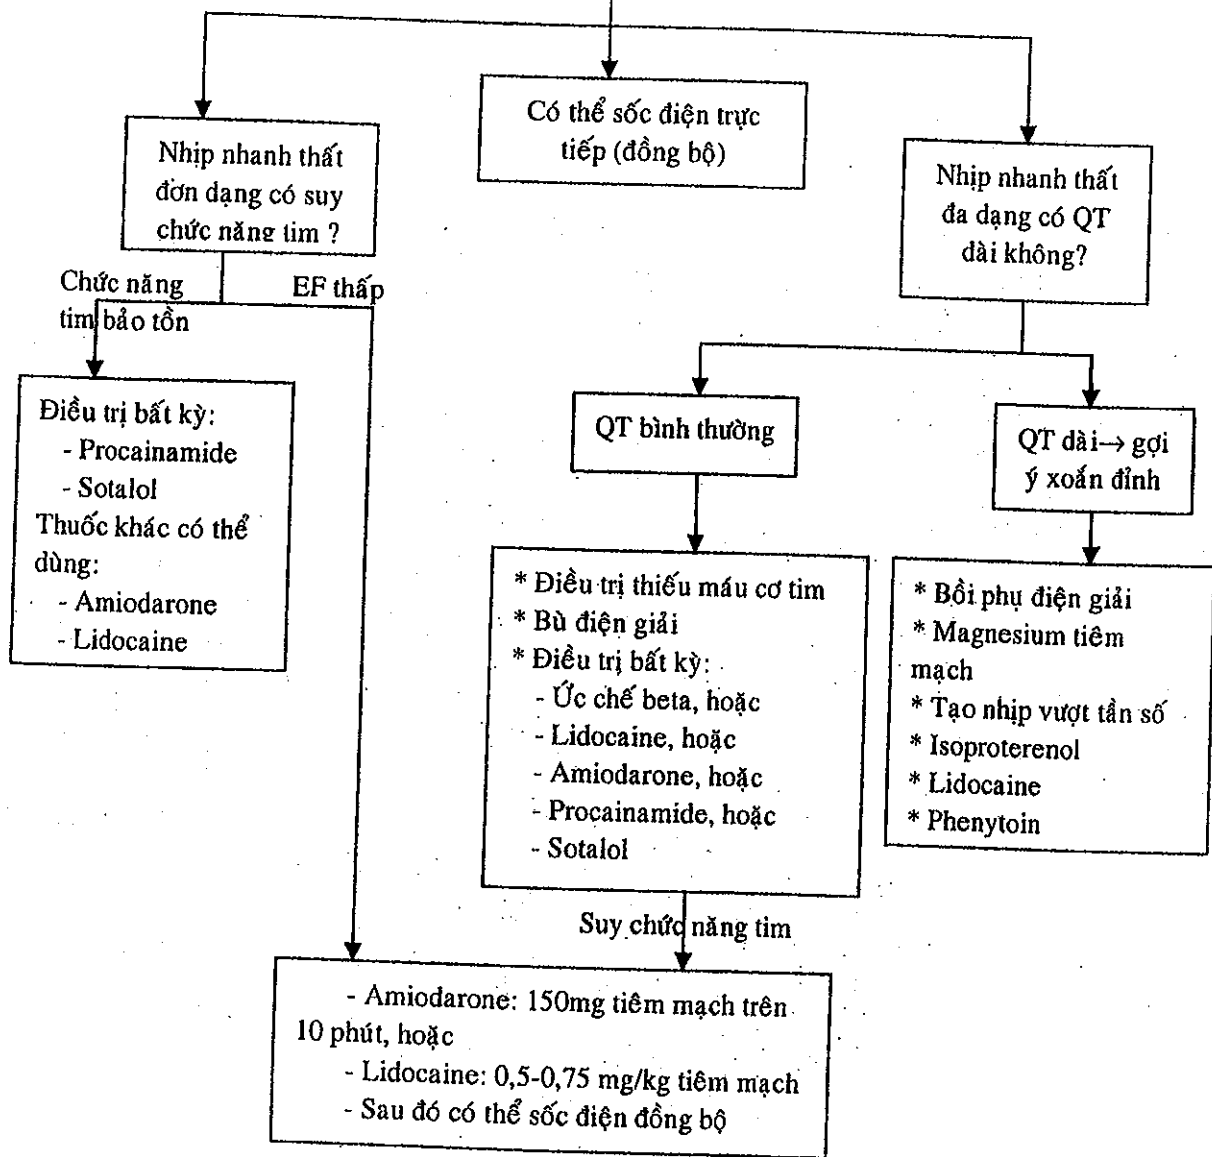 Có thể sốc điện trực
tiếp (đồng bộ)
Nhịp nhanh thất
đơn dạng có suy
chức năng tim ?
Nhịp nhanh thất
đa dạng có QT
dài không?
Chức năng
tim bảo tồn
EF thấp
Điều trị bất kỳ:
- Procainamide
- Sotalol
Thuốc khác có thể
dùng:
- Amiodarone
- Lidocaine
QT bình thường
QT dài→ gợi
ý xoắn đỉnh
* Điều trị thiếu máu cơ tim
* Bù điện giải
* Điều trị bất kỳ:
- Ức chế beta, hoặc
- Lidocaine, hoặc
- Amiodarone, hoặc
- Procainamide, hoặc
- Sotalol
* Bồi phụ điện giải
* Magnesium tiêm
mạch
* Tạo nhịp vượt tần số
* Isoproterenol
* Lidocaine
* Phenytoin
Suy chức năng tim
- Amiodarone: 150mg tiêm mạch trên
10 phút, hoặc
- Lidocaine: 0,5-0,75 mg/kg tiêm mạch
- Sau đó có thể sốc điện đồng bộ